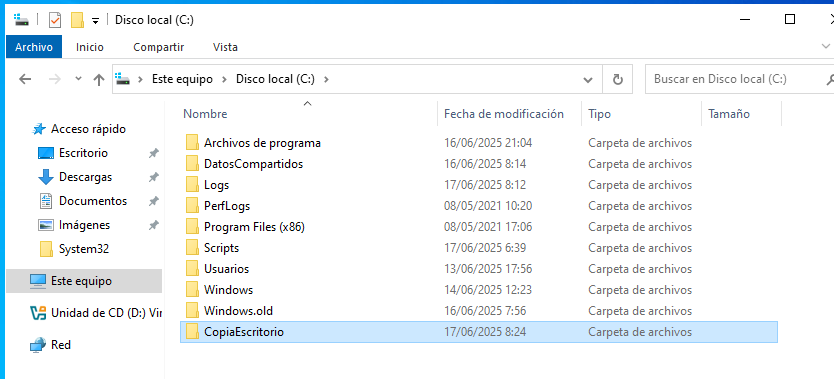 Disco local (C:)
Archivo Inicio Compartir Vista
Este equipo Disco local (C:) Buscar en Disco local (C:)
Nombre Fecha de modificación Tipo Tamaño
Acceso rápido
Escritorio
Descargas
Documentos
Imágenes
System32
Este equipo
Unidad de CD (D:) Vir
Red
Archivos de programa 16/06/2025 21:04 Carpeta de archivos
DatosCompartidos 16/06/2025 8:14 Carpeta de archivos
Logs 17/06/2025 8:12 Carpeta de archivos
PerfLogs 08/05/2021 10:20 Carpeta de archivos
Program Files (x86) 08/05/2021 17:06 Carpeta de archivos
Scripts 17/06/2025 6:39 Carpeta de archivos
Usuarios 13/06/2025 17:56 Carpeta de archivos
Windows 14/06/2025 12:23 Carpeta de archivos
Windows.old 16/06/2025 7:56 Carpeta de archivos
CopiaEscritorio 17/06/2025 8:24 Carpeta de archivos